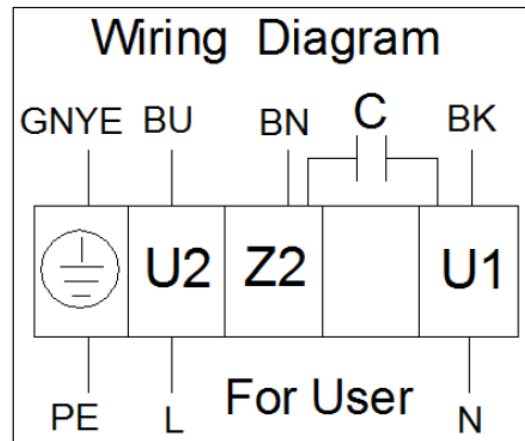 Wiring Diagram
GNYE BU BN C BK
U2 Z2 U1
PE L For User N